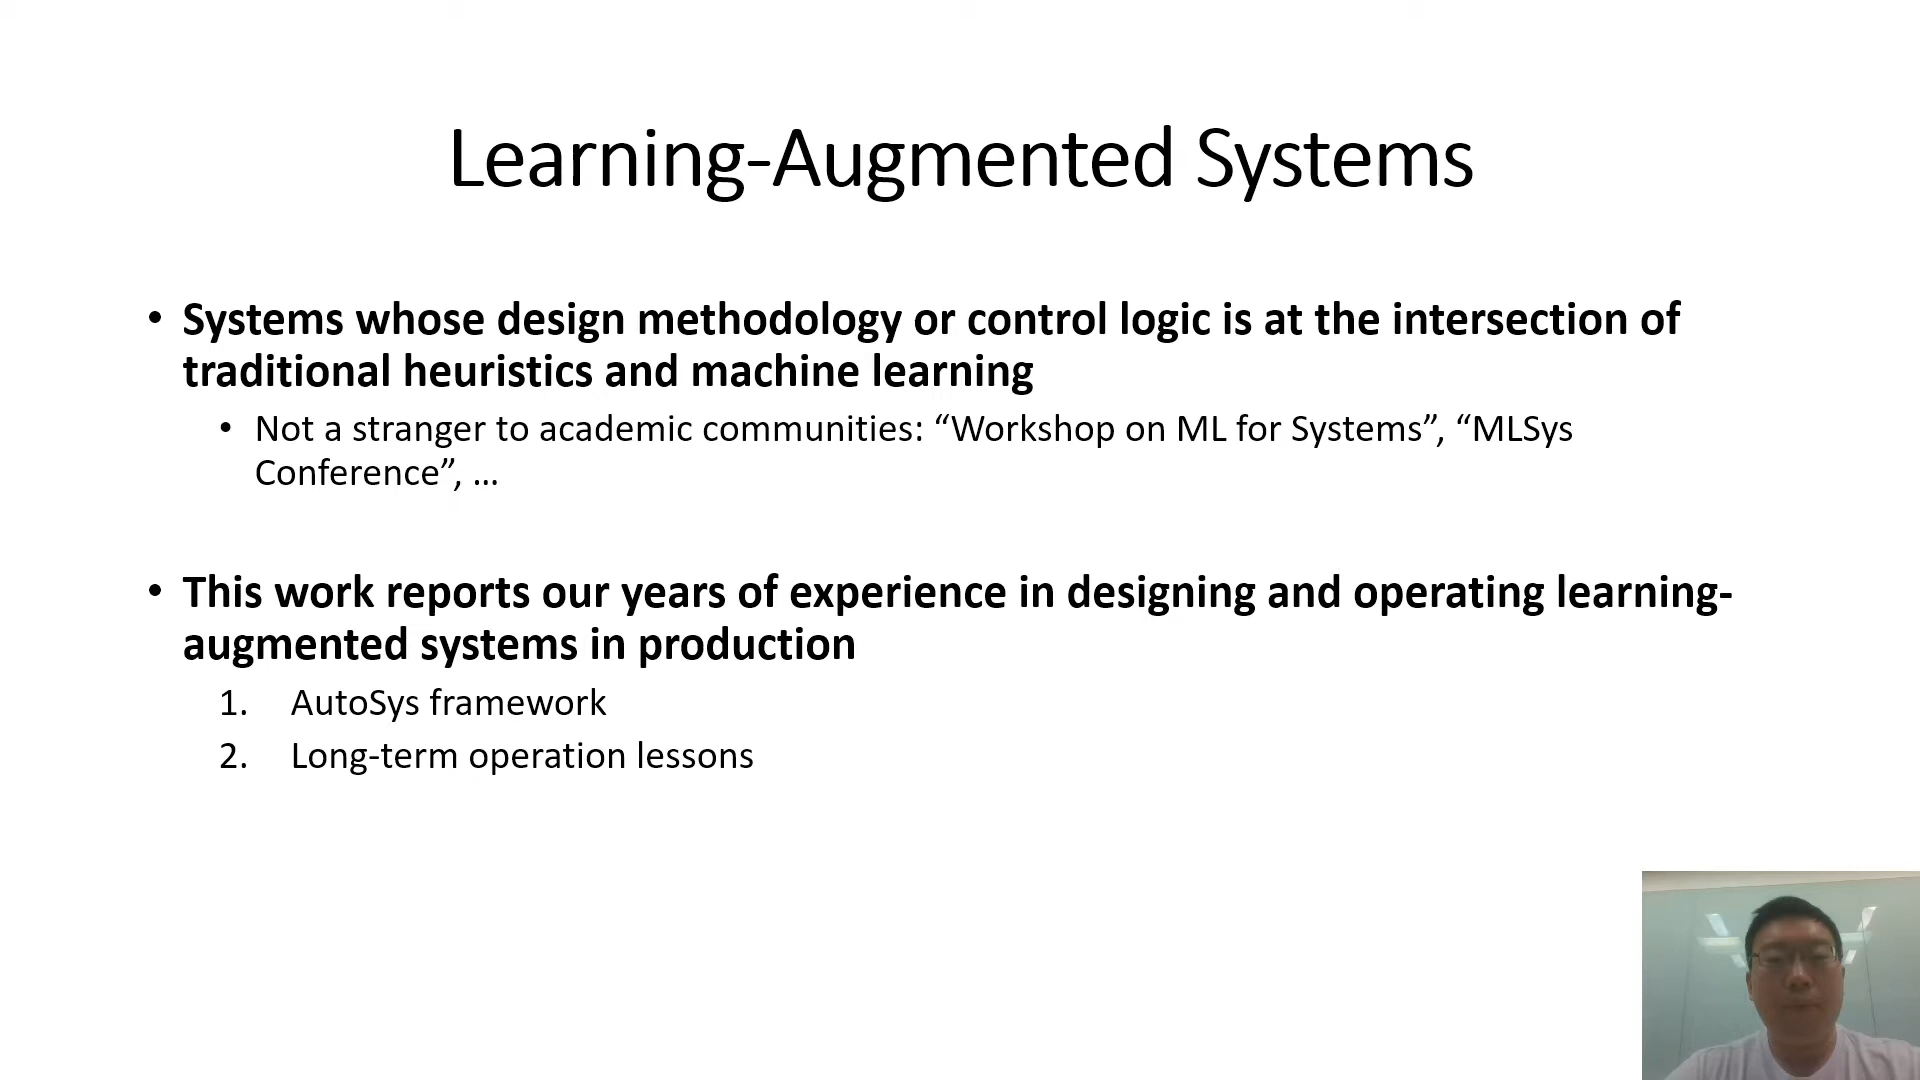 Learning-Augmented Systems
• Systems whose design methodology or control logic is at the intersection of
traditional heuristics and machine learning
• Not a stranger to academic communities: “Workshop on ML for Systems”, “MLSys
Conference”, …
• This work reports our years of experience in designing and operating learning-
augmented systems in production
1. AutoSys framework
2. Long-term operation lessons